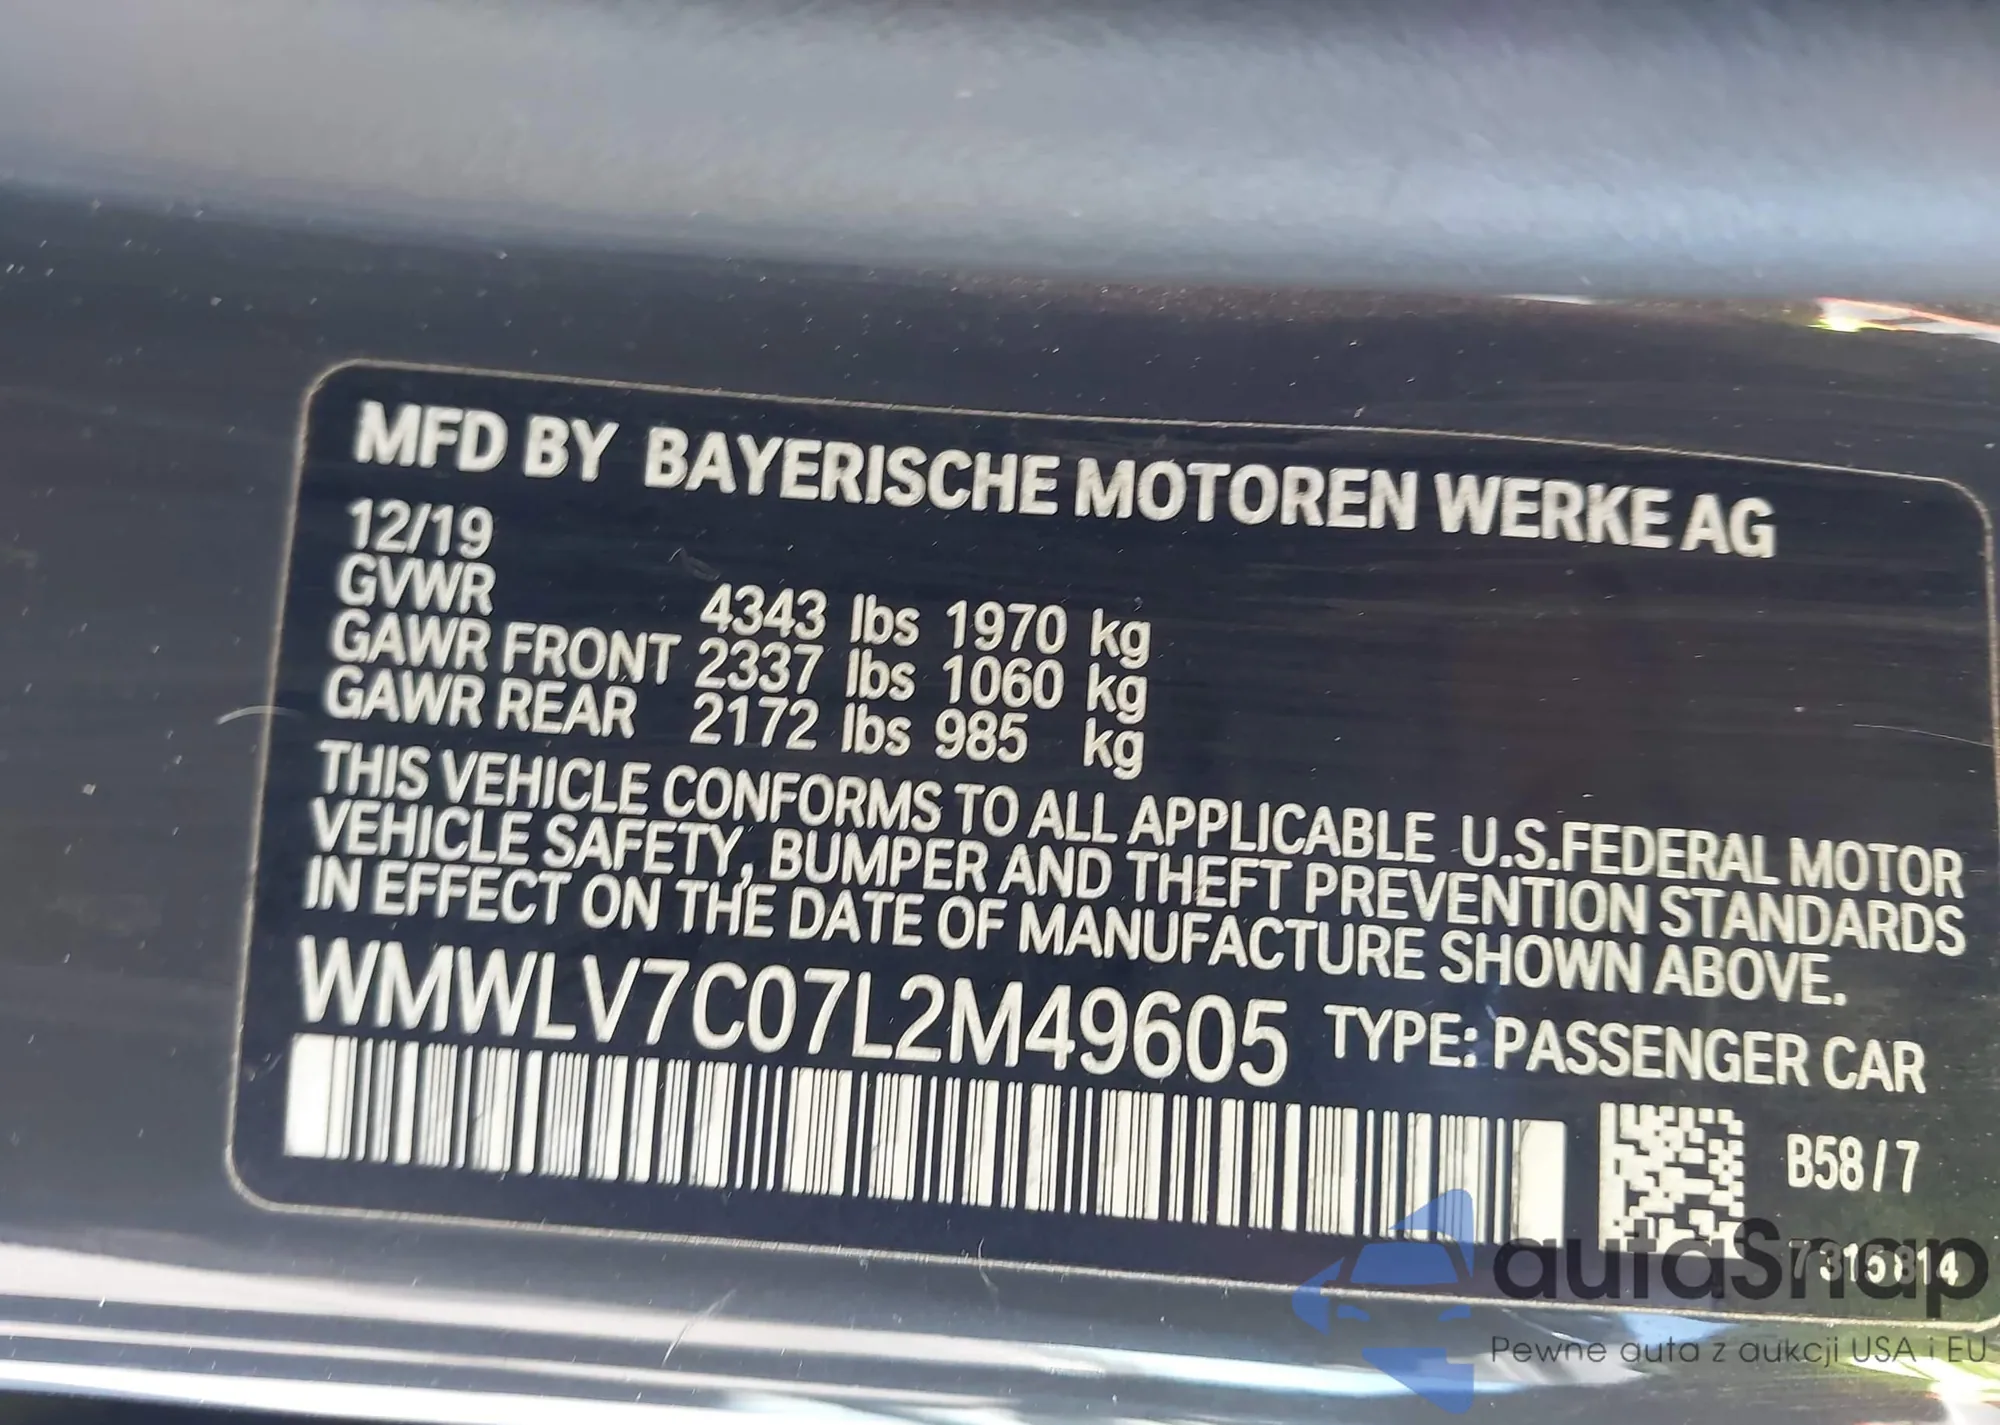 MFD BY BAYERISCHE MOTOREN WERKE AG
12/19
GVWR 4343 lbs 1970 kg
GAWR FRONT 2337 lbs 1060 kg
GAWR REAR 2172 lbs 985 kg
THIS VEHICLE CONFORMS TO ALL APPLICABLE U.S.FEDERAL MOTOR
VEHICLE SAFETY, BUMPER AND THEFT PREVENTION STANDARDS
IN EFFECT ON THE DATE OF MANUFACTURE SHOWN ABOVE.
WMWLV7C07L2M49605 TYPE: PASSENGER CAR
B58/7
7315814
autaSnap
Pewne auta z aukcji USA i EU